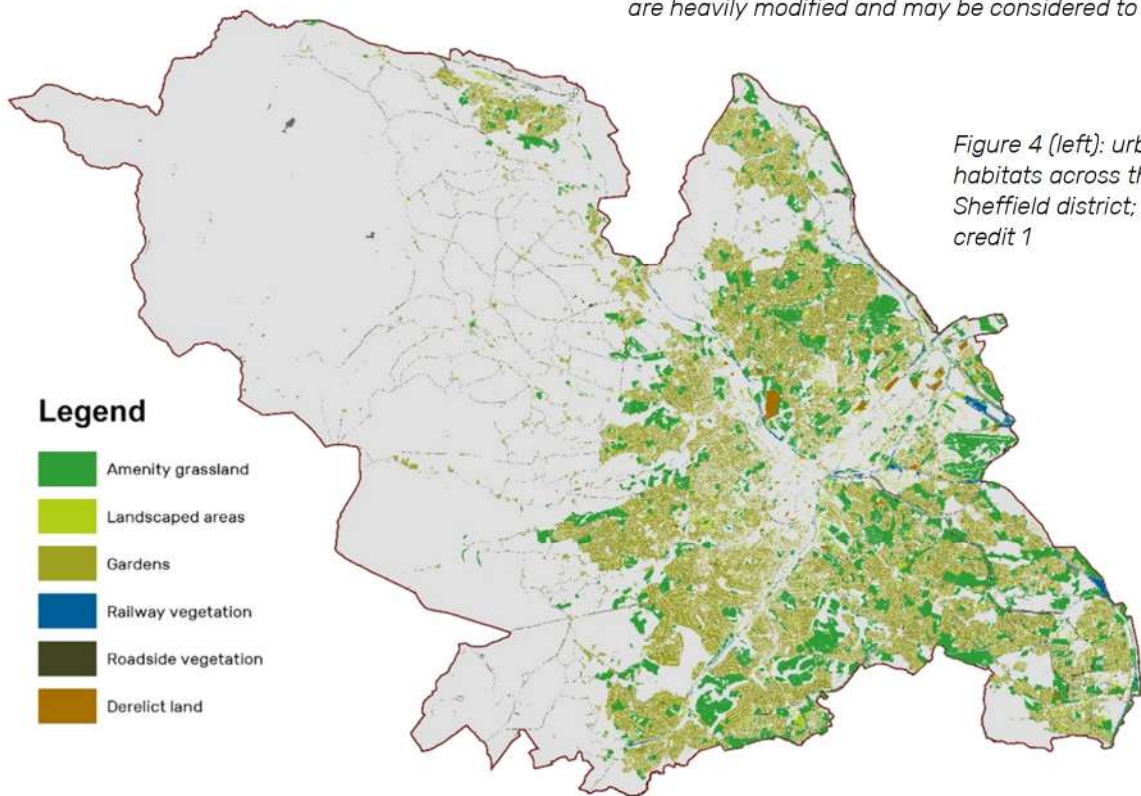 are heavily modified and may be considered to
Figure 4 (left): urb
habitats across th
Sheffield district;
credit 1
Legend
Amenity grassland
Landscaped areas
Gardens
Railway vegetation
Roadside vegetation
Derelict land